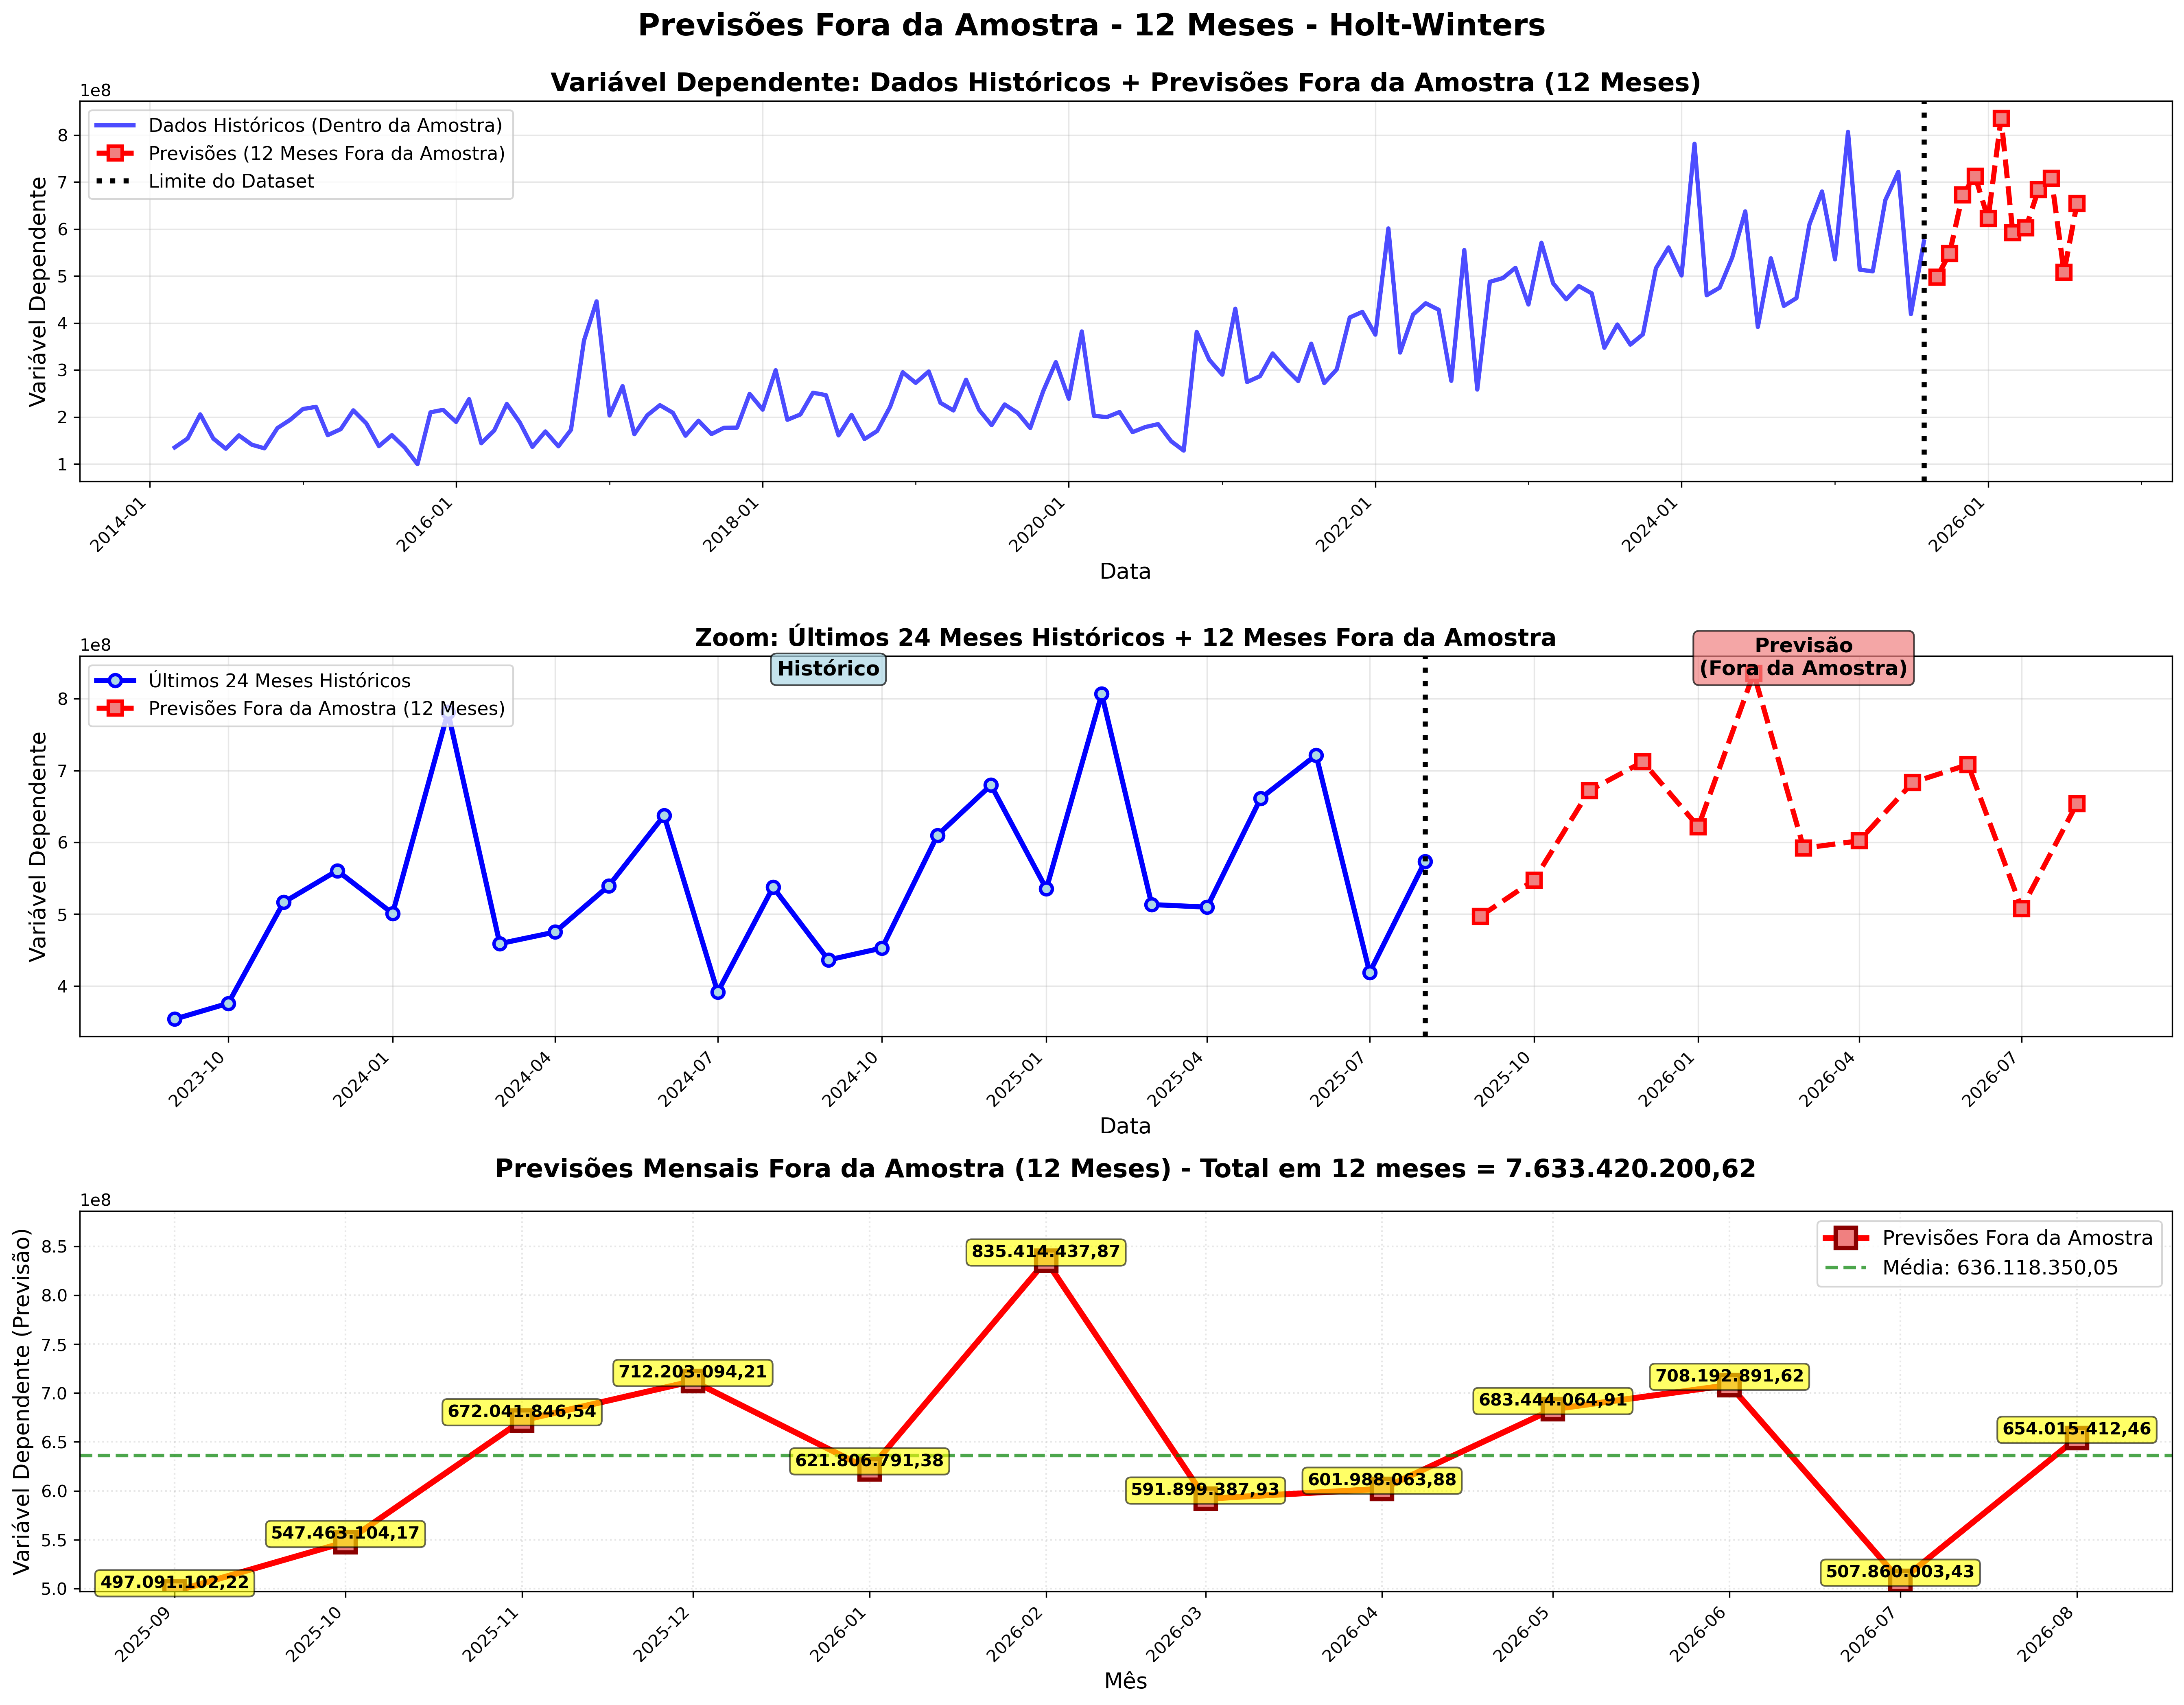 Previsões Fora da Amostra - 12 Meses - Holt-Winters
Variável Dependente: Dados Históricos + Previsões Fora da Amostra (12 Meses)
1e8
Dados Históricos (Dentro da Amostra)
Previsões (12 Meses Fora da Amostra)
Limite do Dataset
Variável Dependente
8
7
6
5
4
3
2
1
2014-01
2016-01
2018-01
2020-01
2022-01
2024-01
2026-01
Data
Zoom: Últimos 24 Meses Históricos + 12 Meses Fora da Amostra
1e8
Últimos 24 Meses Históricos
Previsões Fora da Amostra (12 Meses)
Histórico
Previsão
(Fora da Amostra)
Variável Dependente
8
7
6
5
4
2023-10
2024-01
2024-04
2024-07
2024-10
2025-01
2025-04
2025-07
2025-10
2026-01
2026-04
2026-07
Data
Previsões Mensais Fora da Amostra (12 Meses) - Total em 12 meses = 7.633.420.200,62
1e8
Previsões Fora da Amostra
Média: 636.118.350,05
Variável Dependente (Previsão)
8.5
8.0
7.5
7.0
6.5
6.0
5.5
5.0
497.091.102,22
547.463.104,17
672.041.846,54
712.203.094,21
621.806.791,38
835.414.437,87
591.899.387,93
601.988.063,88
683.444.064,91
708.192.891,62
507.860.003,43
654.015.412,46
2025-09
2025-10
2025-11
2025-12
2026-01
2026-02
2026-03
2026-04
2026-05
2026-06
2026-07
2026-08
Mês